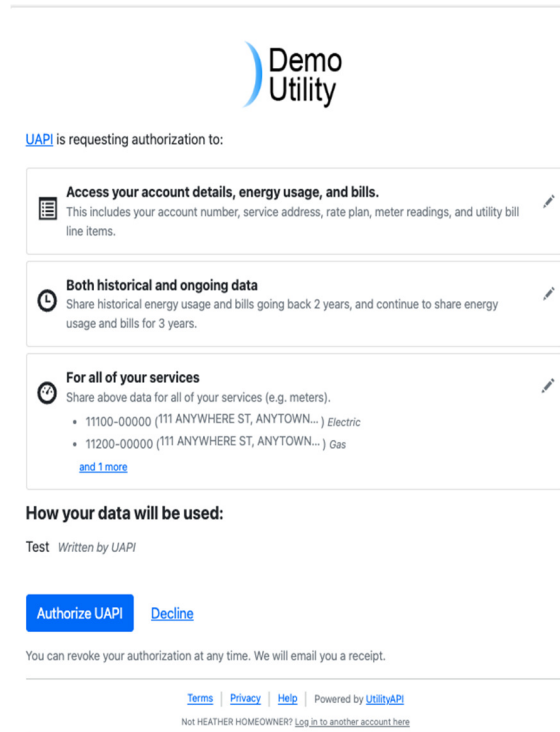 Demo
Utility
UAPI is requesting authorization to:
Access your account details, energy usage, and bills.
This includes your account number, service address, rate plan, meter readings, and utility bill
line items.
Both historical and ongoing data
Share historical energy usage and bills going back 2 years, and continue to share energy
usage and bills for 3 years.
For all of your services
Share above data for all of your services (e.g. meters).
• 11100-00000 (111 ANYWHERE ST, ANYTOWN... ) Electric
• 11200-00000 (111 ANYWHERE ST, ANYTOWN... ) Gas
and 1 more
How your data will be used:
Test Written by UAPI
Authorize UAPI Decline
You can revoke your authorization at any time. We will email you a receipt.
Terms | Privacy | Help | Powered by UtilityAPI
Not HEATHER HOMEOWNER? Log in to another account here